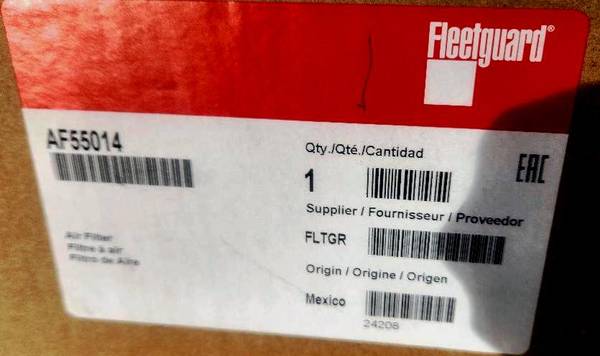 Fleetguard®
AF55014
Qty./Qté./Cantidad
1
EAC
Supplier / Fournisseur / Proveedor
FLTGR
Air Filter
Filtre à air
Filtro de Aire
Origin / Origine / Origen
Mexico
24208